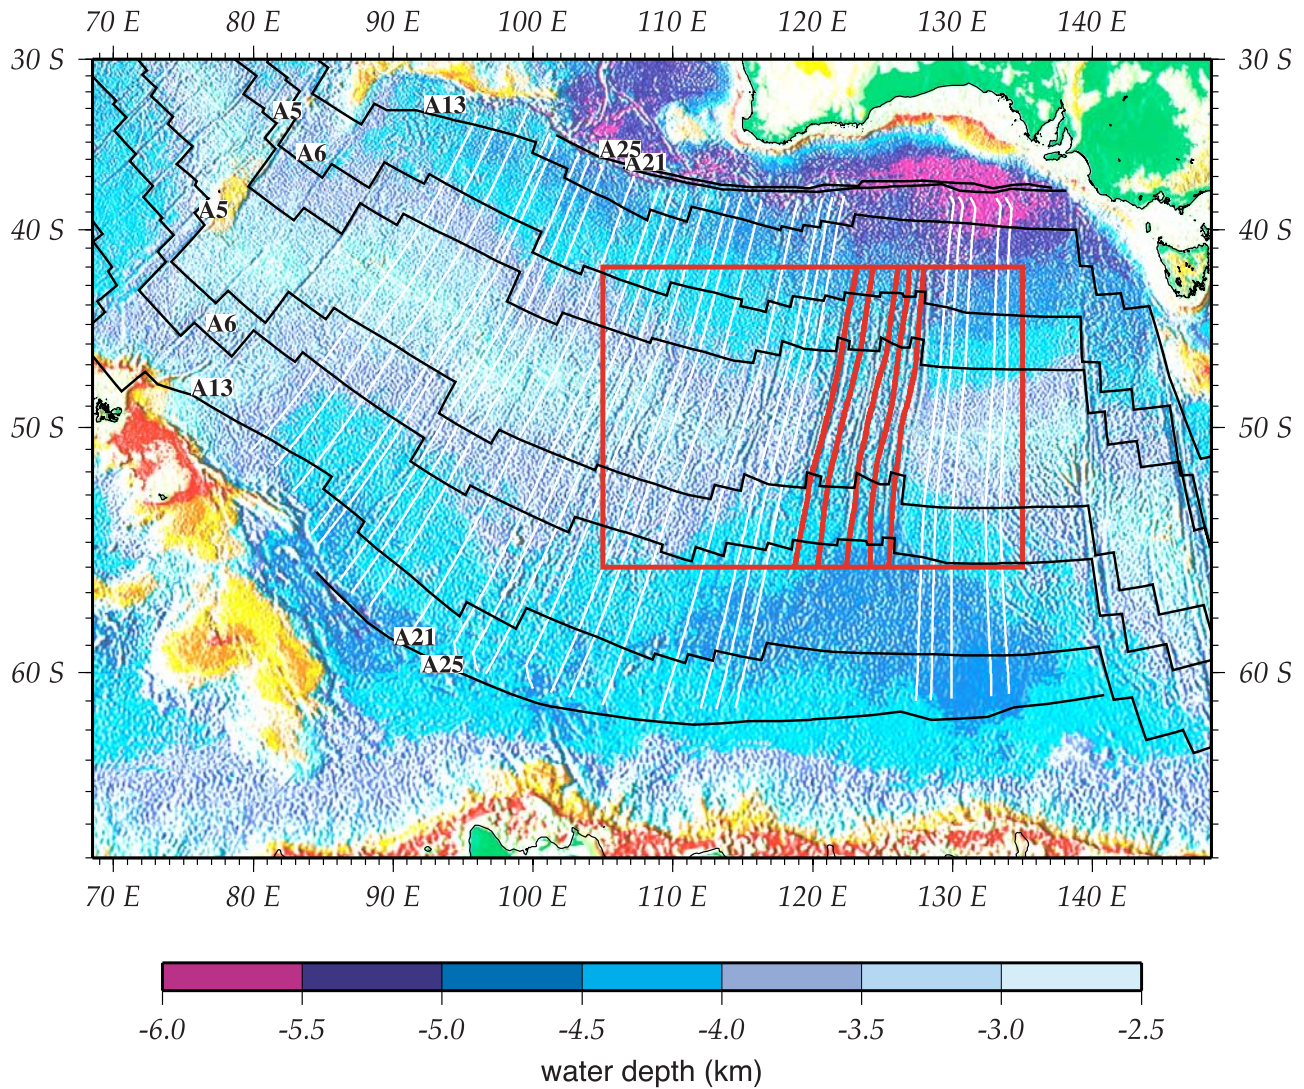 70 E 80 E 90 E 100 E 110 E 120 E 130 E 140 E
30 S 30 S
A5 A13
A25
A6 A21
A5
40 S 40 S
A6
A13
50 S 50 S
A21
A25
60 S 60 S
70 E 80 E 90 E 100 E 110 E 120 E 130 E 140 E
-6.0 -5.5 -5.0 -4.5 -4.0 -3.5 -3.0 -2.5
water depth (km)